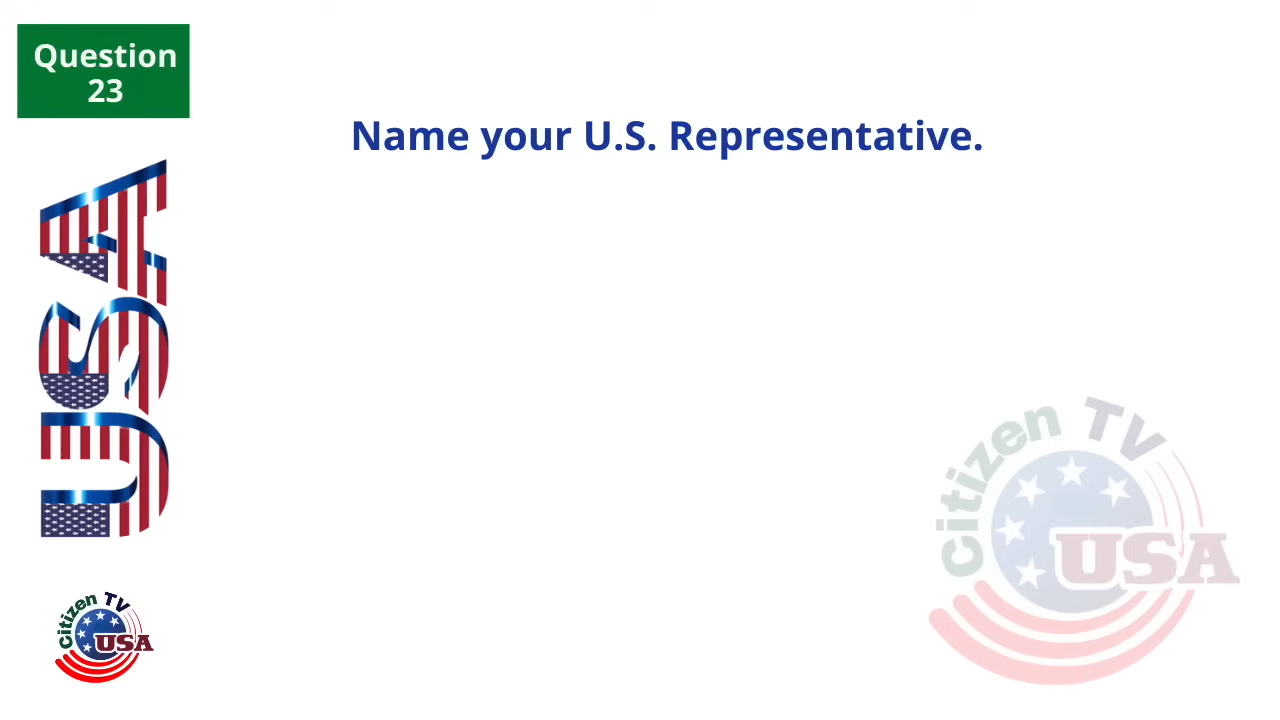 Question
23
Name your U.S. Representative.
USA
Citizen TV
USA
Citizen TV
USA